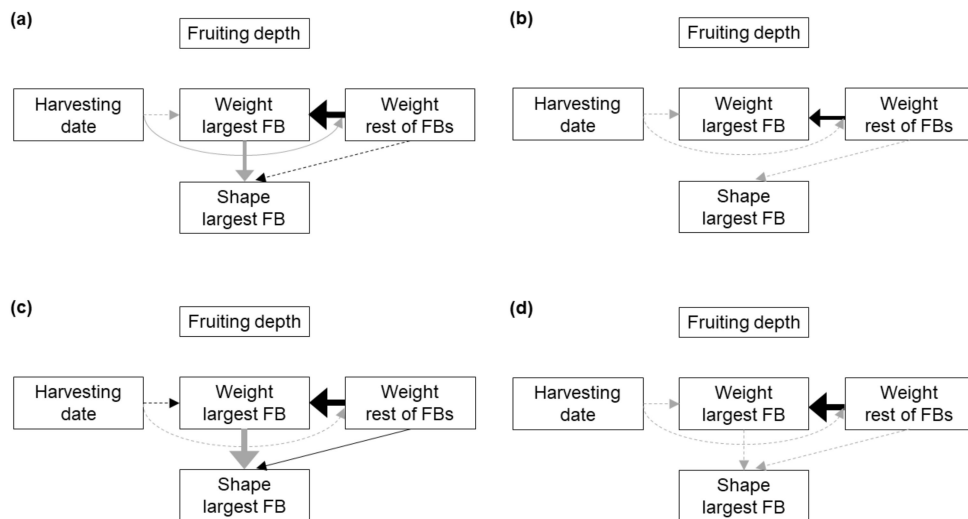 (a)
Fruiting depth
Harvesting
date
Weight
largest FB
Weight
rest of FBs
Shape
largest FB
(b)
Fruiting depth
Harvesting
date
Weight
largest FB
Weight
rest of FBs
Shape
largest FB
(c)
Fruiting depth
Harvesting
date
Weight
largest FB
Weight
rest of FBs
Shape
largest FB
(d)
Fruiting depth
Harvesting
date
Weight
largest FB
Weight
rest of FBs
Shape
largest FB